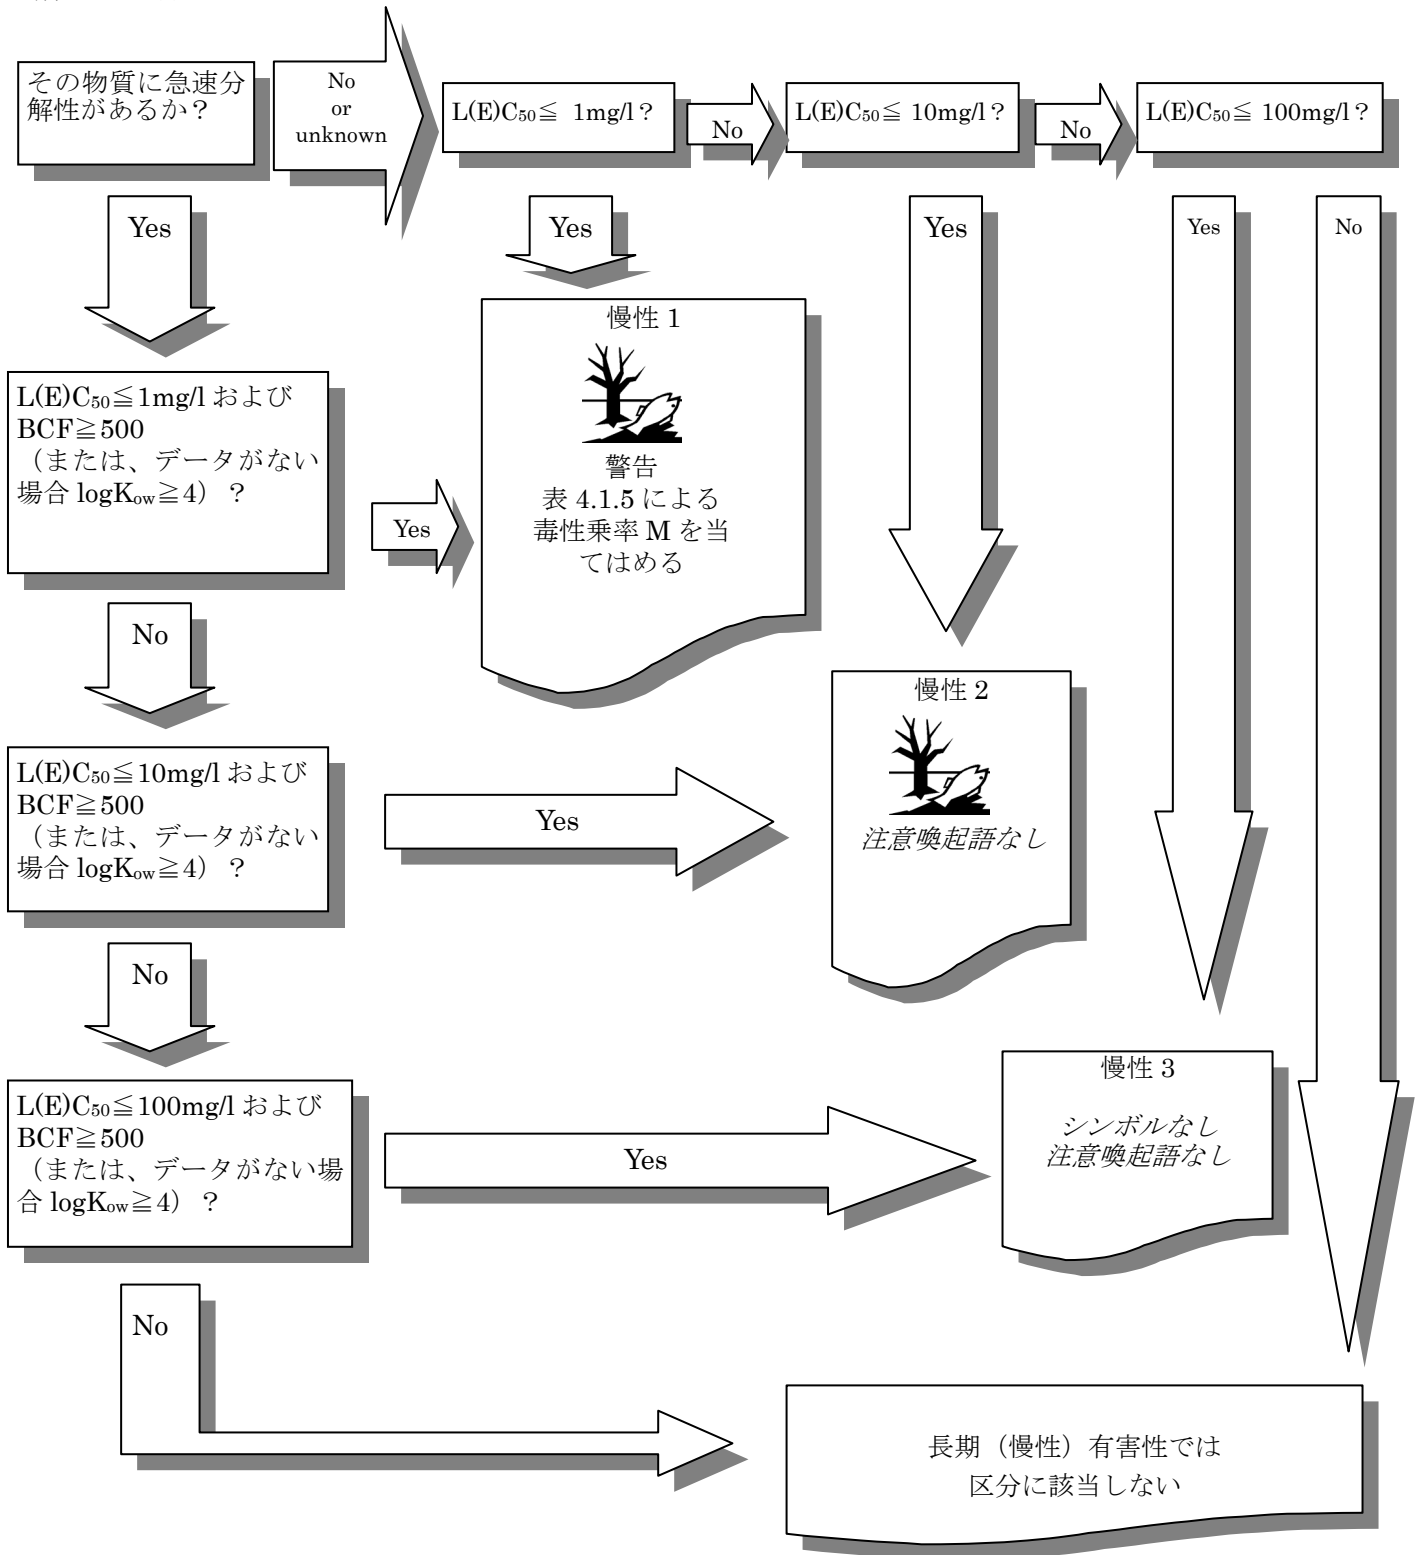 その物質に急速分
解性があるか？
No
or
unknown
L(E)C₅₀≦ 1mg/l？
No
L(E)C₅₀≦ 10mg/l？
No
L(E)C₅₀≦ 100mg/l？
Yes
Yes
Yes
Yes
No
L(E)C₅₀≦1mg/l および
BCF≧500
（または、データがない
場合 logKow≧4）？
Yes
慢性 1
警告
表 4.1.5 による
毒性乗率 M を当
てはめる
No
慢性 2
注意喚起語なし
L(E)C₅₀≦10mg/l および
BCF≧500
（または、データがない
場合 logKow≧4）？
Yes
No
慢性 3
シンボルなし
注意喚起語なし
L(E)C₅₀≦100mg/l および
BCF≧500
（または、データがない場
合 logKow≧4）？
Yes
No
長期（慢性）有害性では
区分に該当しない